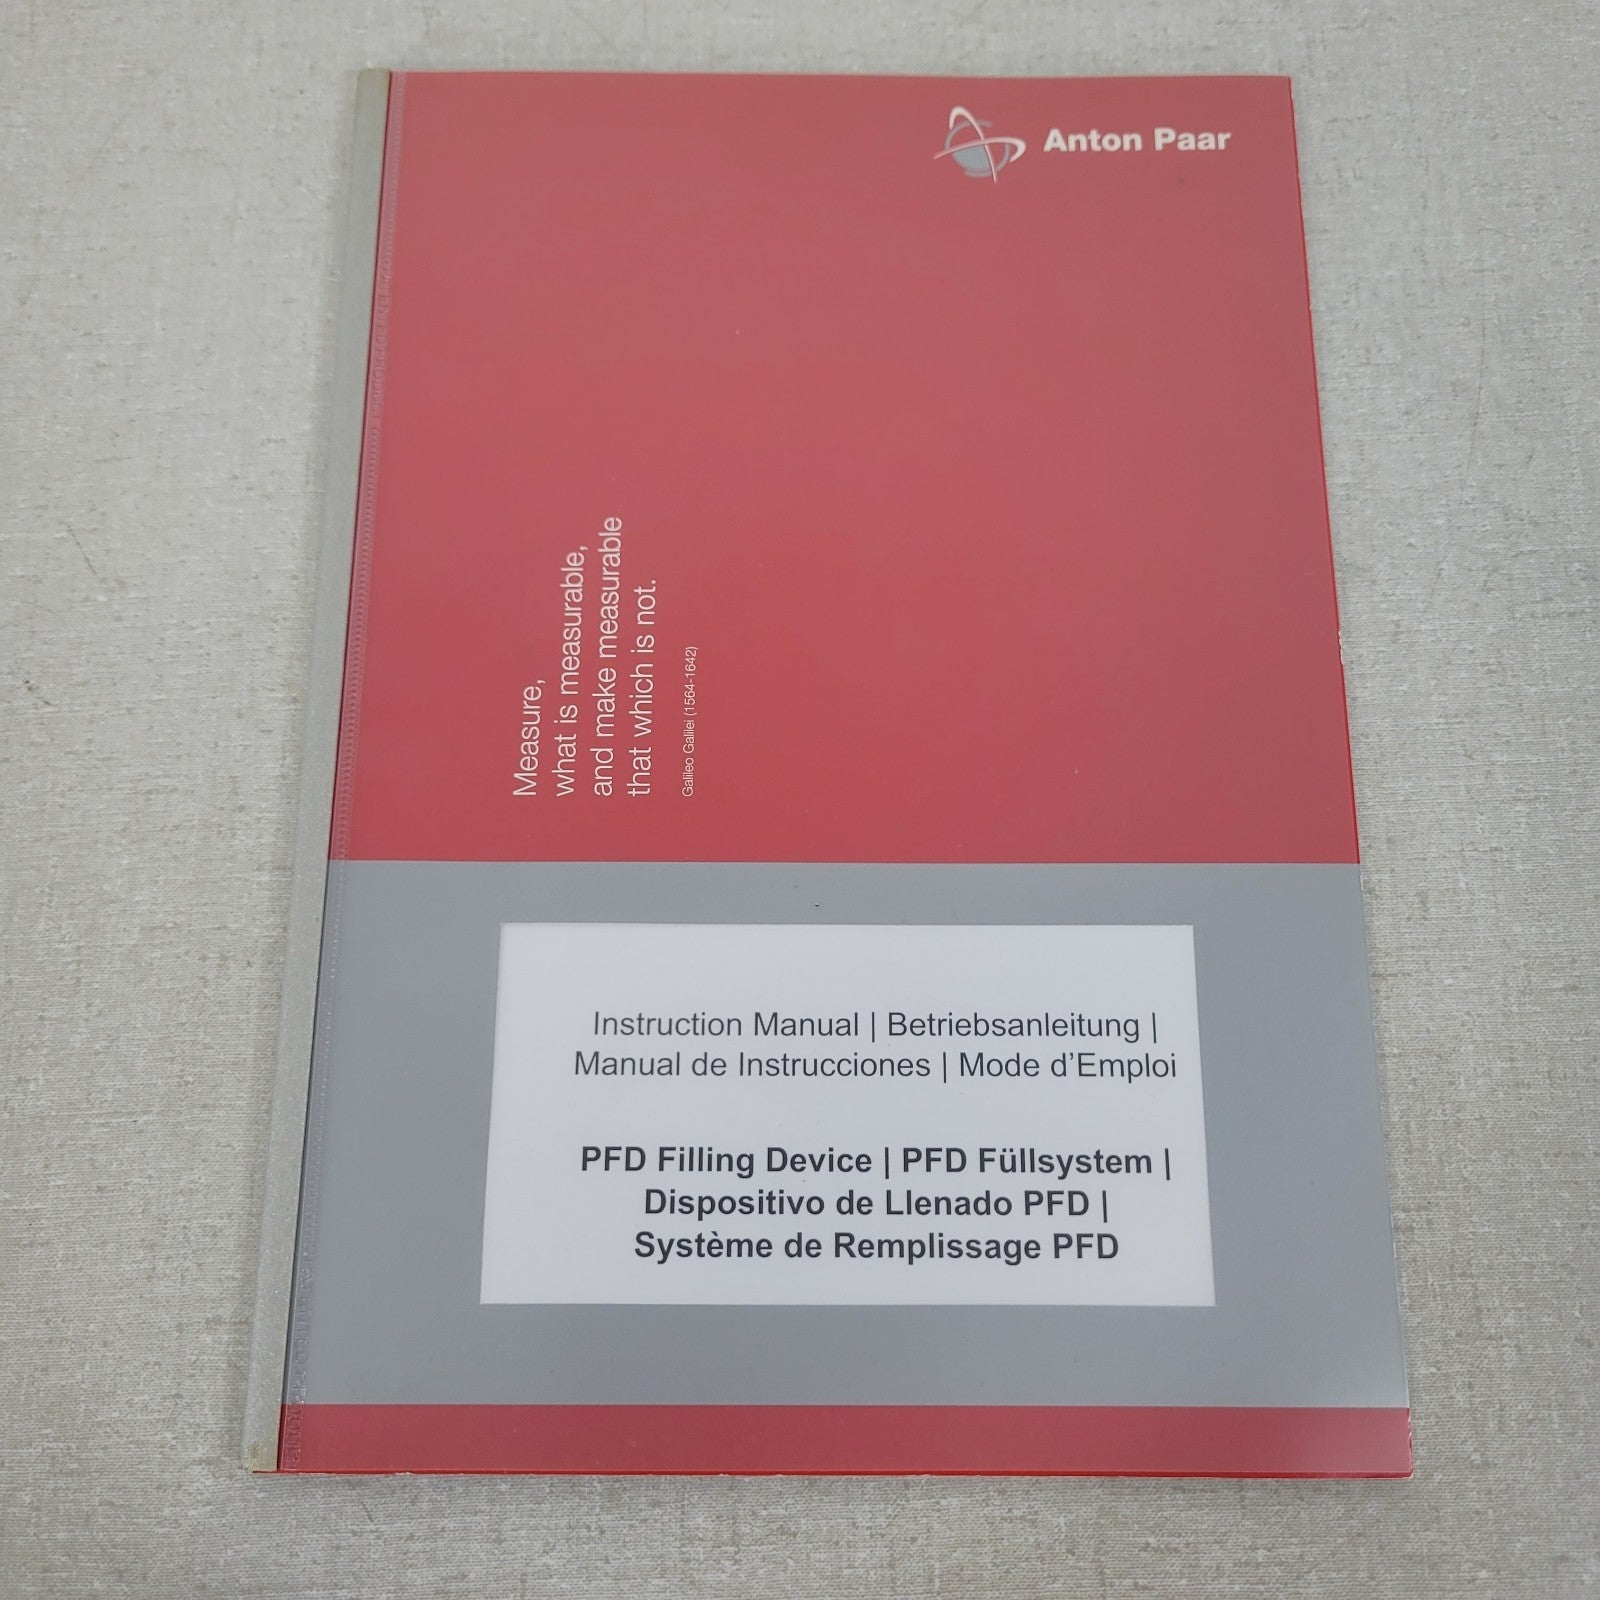 Anton Paar
Measure,
what is measurable,
and make measurable
that which is not.
Galileo Galilei (1564-1642)
Instruction Manual | Betriebsanleitung |
Manual de Instrucciones | Mode d’Emploi
PFD Filling Device | PFD Füllsystem |
Dispositivo de Llenado PFD |
Système de Remplissage PFD